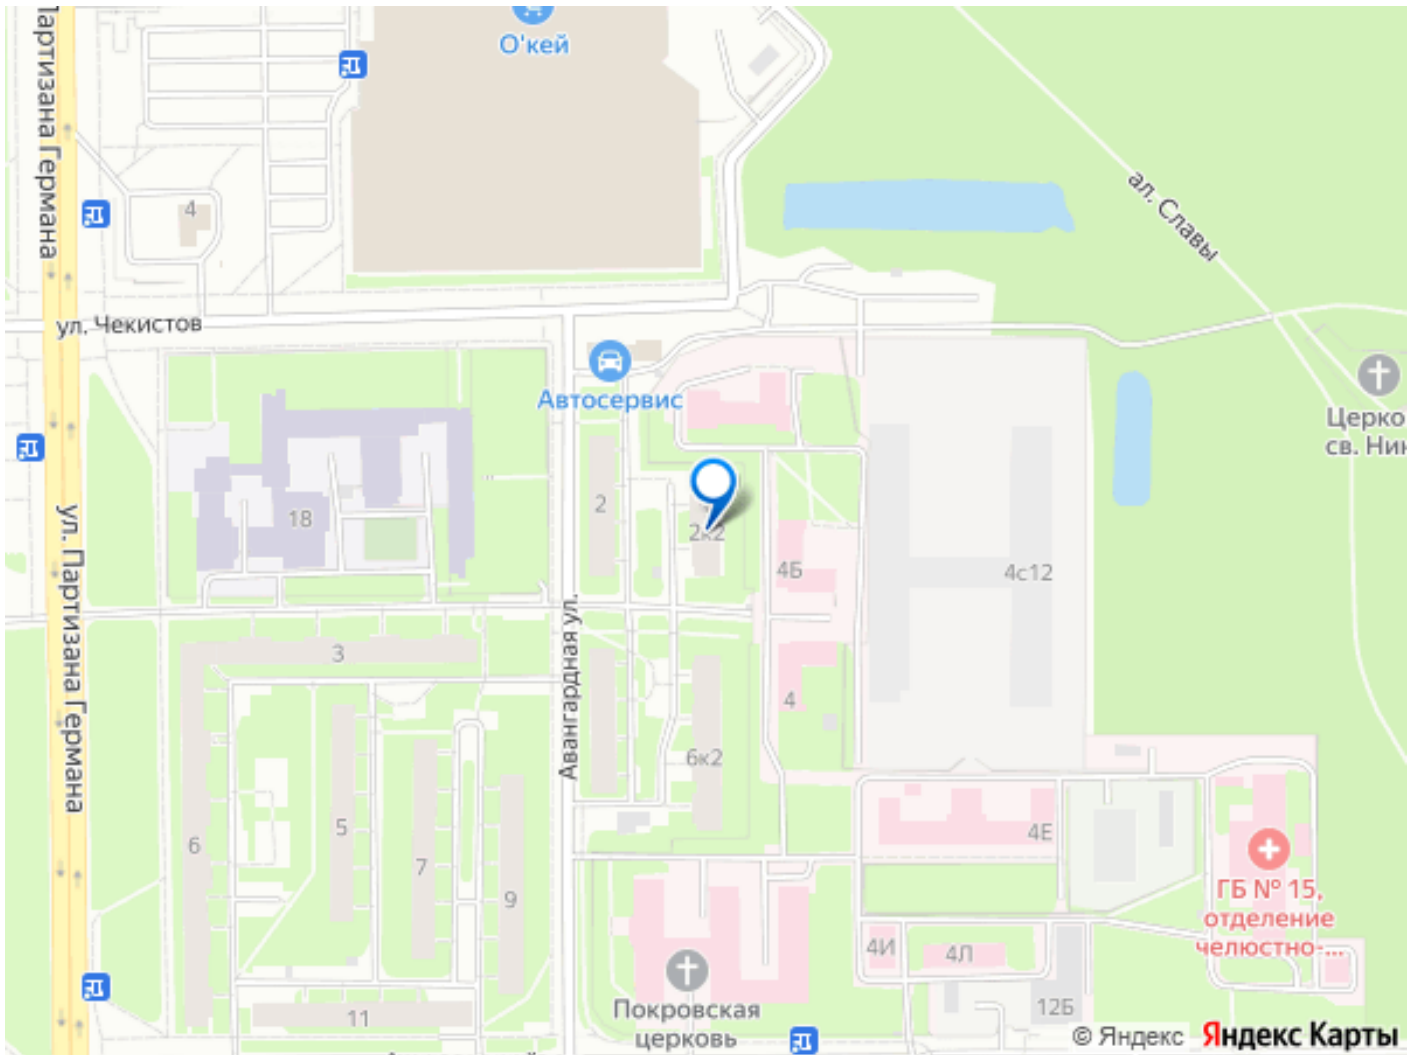 О'кей
ул. Партизана Германа
4
ал. Славы
ул. Чекистов
Автосервис
Церко
св. Ник
2
2к2
18
4Б
4с12
ул. Партизана Германа
Авангардная ул.
3
4
6к2
6
5
7
9
4Е
ГБ № 15,
отделение
челюстно-...
4И
4Л
12Б
11
Покровская
церковь
© Яндекс Яндекс Карты